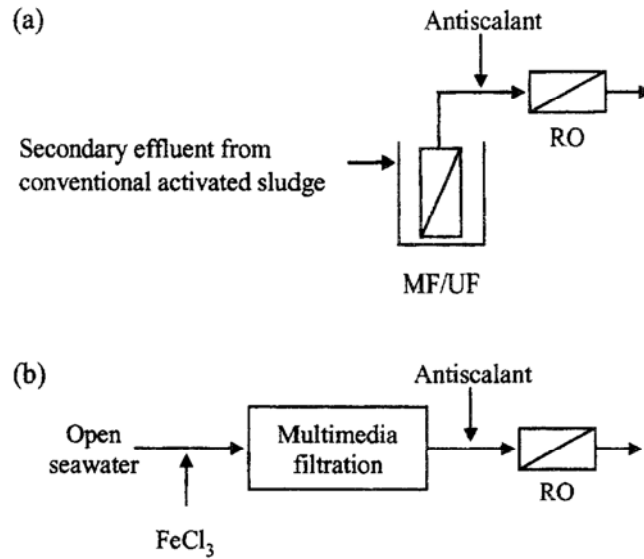 (a)
Antiscalant
RO
Secondary effluent from
conventional activated sludge
MF/UF
(b)
Antiscalant
Open
seawater
Multimedia
filtration
RO
FeCl₃